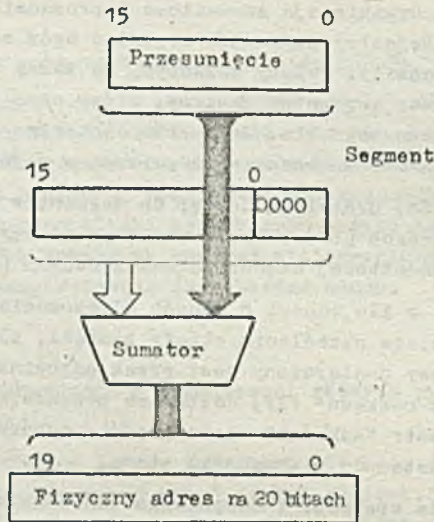 15 0
Przesunięcie
Segment
15 0
0000
Sumator
19 0
Fizyczny adres na 20 bitach